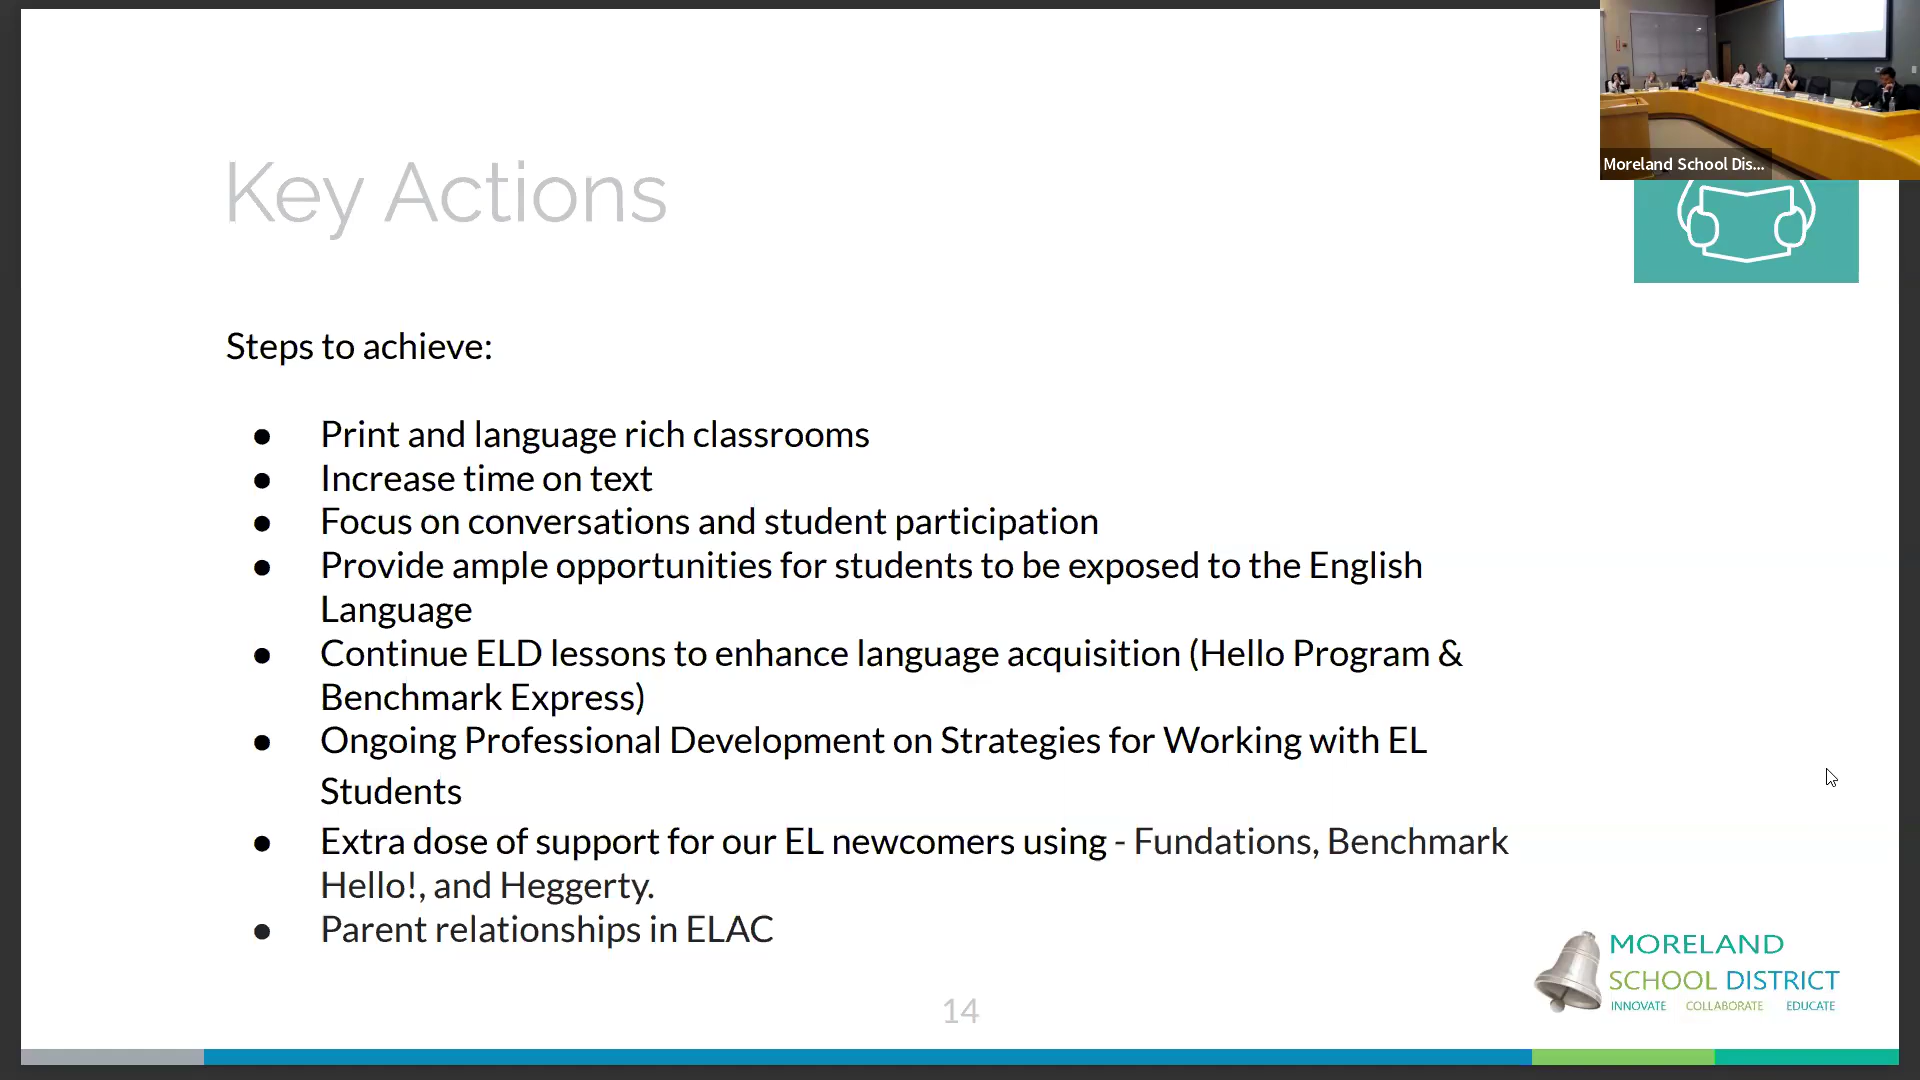 Moreland School Dis...
Key Actions
Steps to achieve:
● Print and language rich classrooms
● Increase time on text
● Focus on conversations and student participation
● Provide ample opportunities for students to be exposed to the English
Language
● Continue ELD lessons to enhance language acquisition (Hello Program &
Benchmark Express)
● Ongoing Professional Development on Strategies for Working with EL
Students
● Extra dose of support for our EL newcomers using - Fundations, Benchmark
Hello!, and Heggerty.
● Parent relationships in ELAC
MORELAND
SCHOOL DISTRICT
INNOVATE COLLABORATE EDUCATE
14